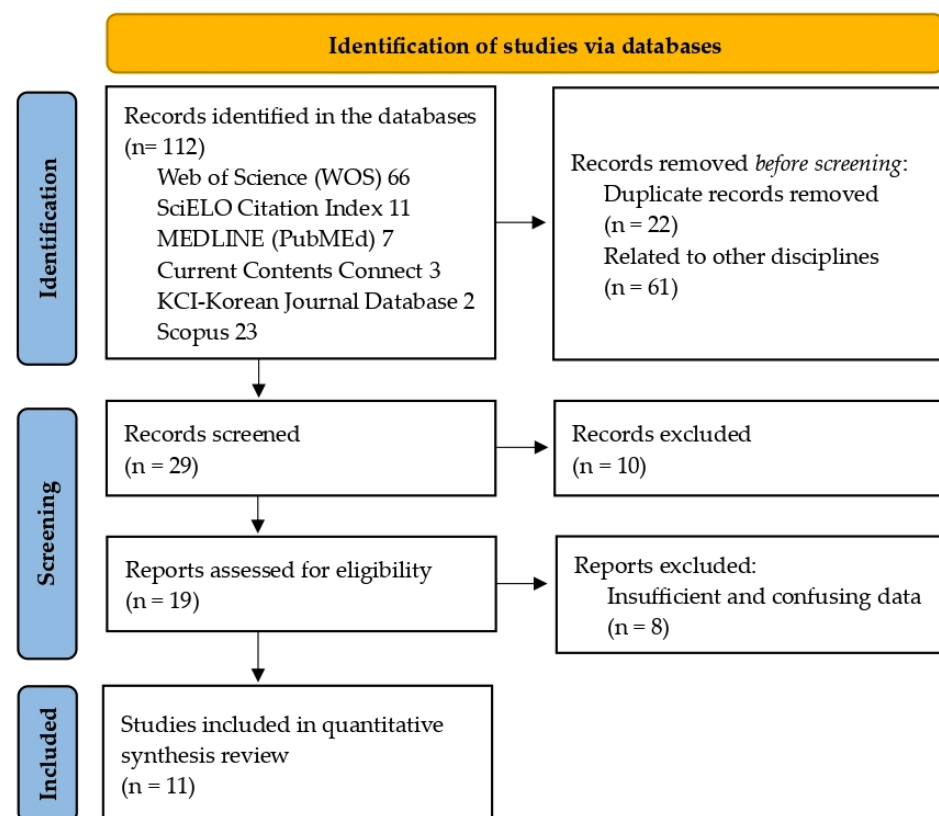 Identification of studies via databases
Identification
Records identified in the databases
(n= 112)
Web of Science (WOS) 66
SciELO Citation Index 11
MEDLINE (PubMEd) 7
Current Contents Connect 3
KCI-Korean Journal Database 2
Scopus 23
Records removed before screening:
Duplicate records removed
(n = 22)
Related to other disciplines
(n = 61)
Screening
Records screened
(n = 29)
Records excluded
(n = 10)
Reports assessed for eligibility
(n = 19)
Reports excluded:
Insufficient and confusing data
(n = 8)
Included
Studies included in quantitative
synthesis review
(n = 11)